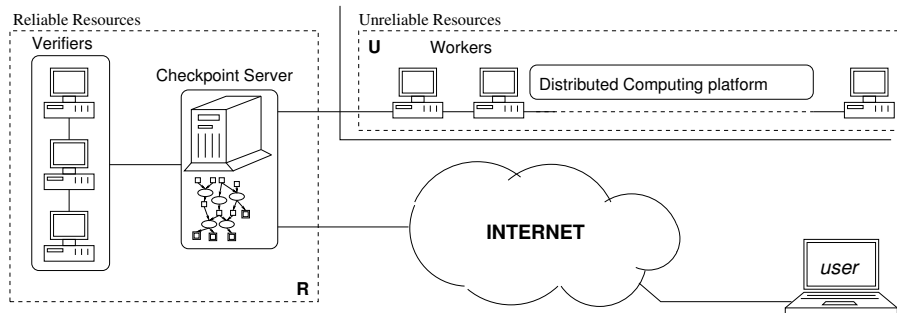 Reliable Resources
Unreliable Resources
Verifiers
U
Workers
Checkpoint Server
Distributed Computing platform
INTERNET
user
R